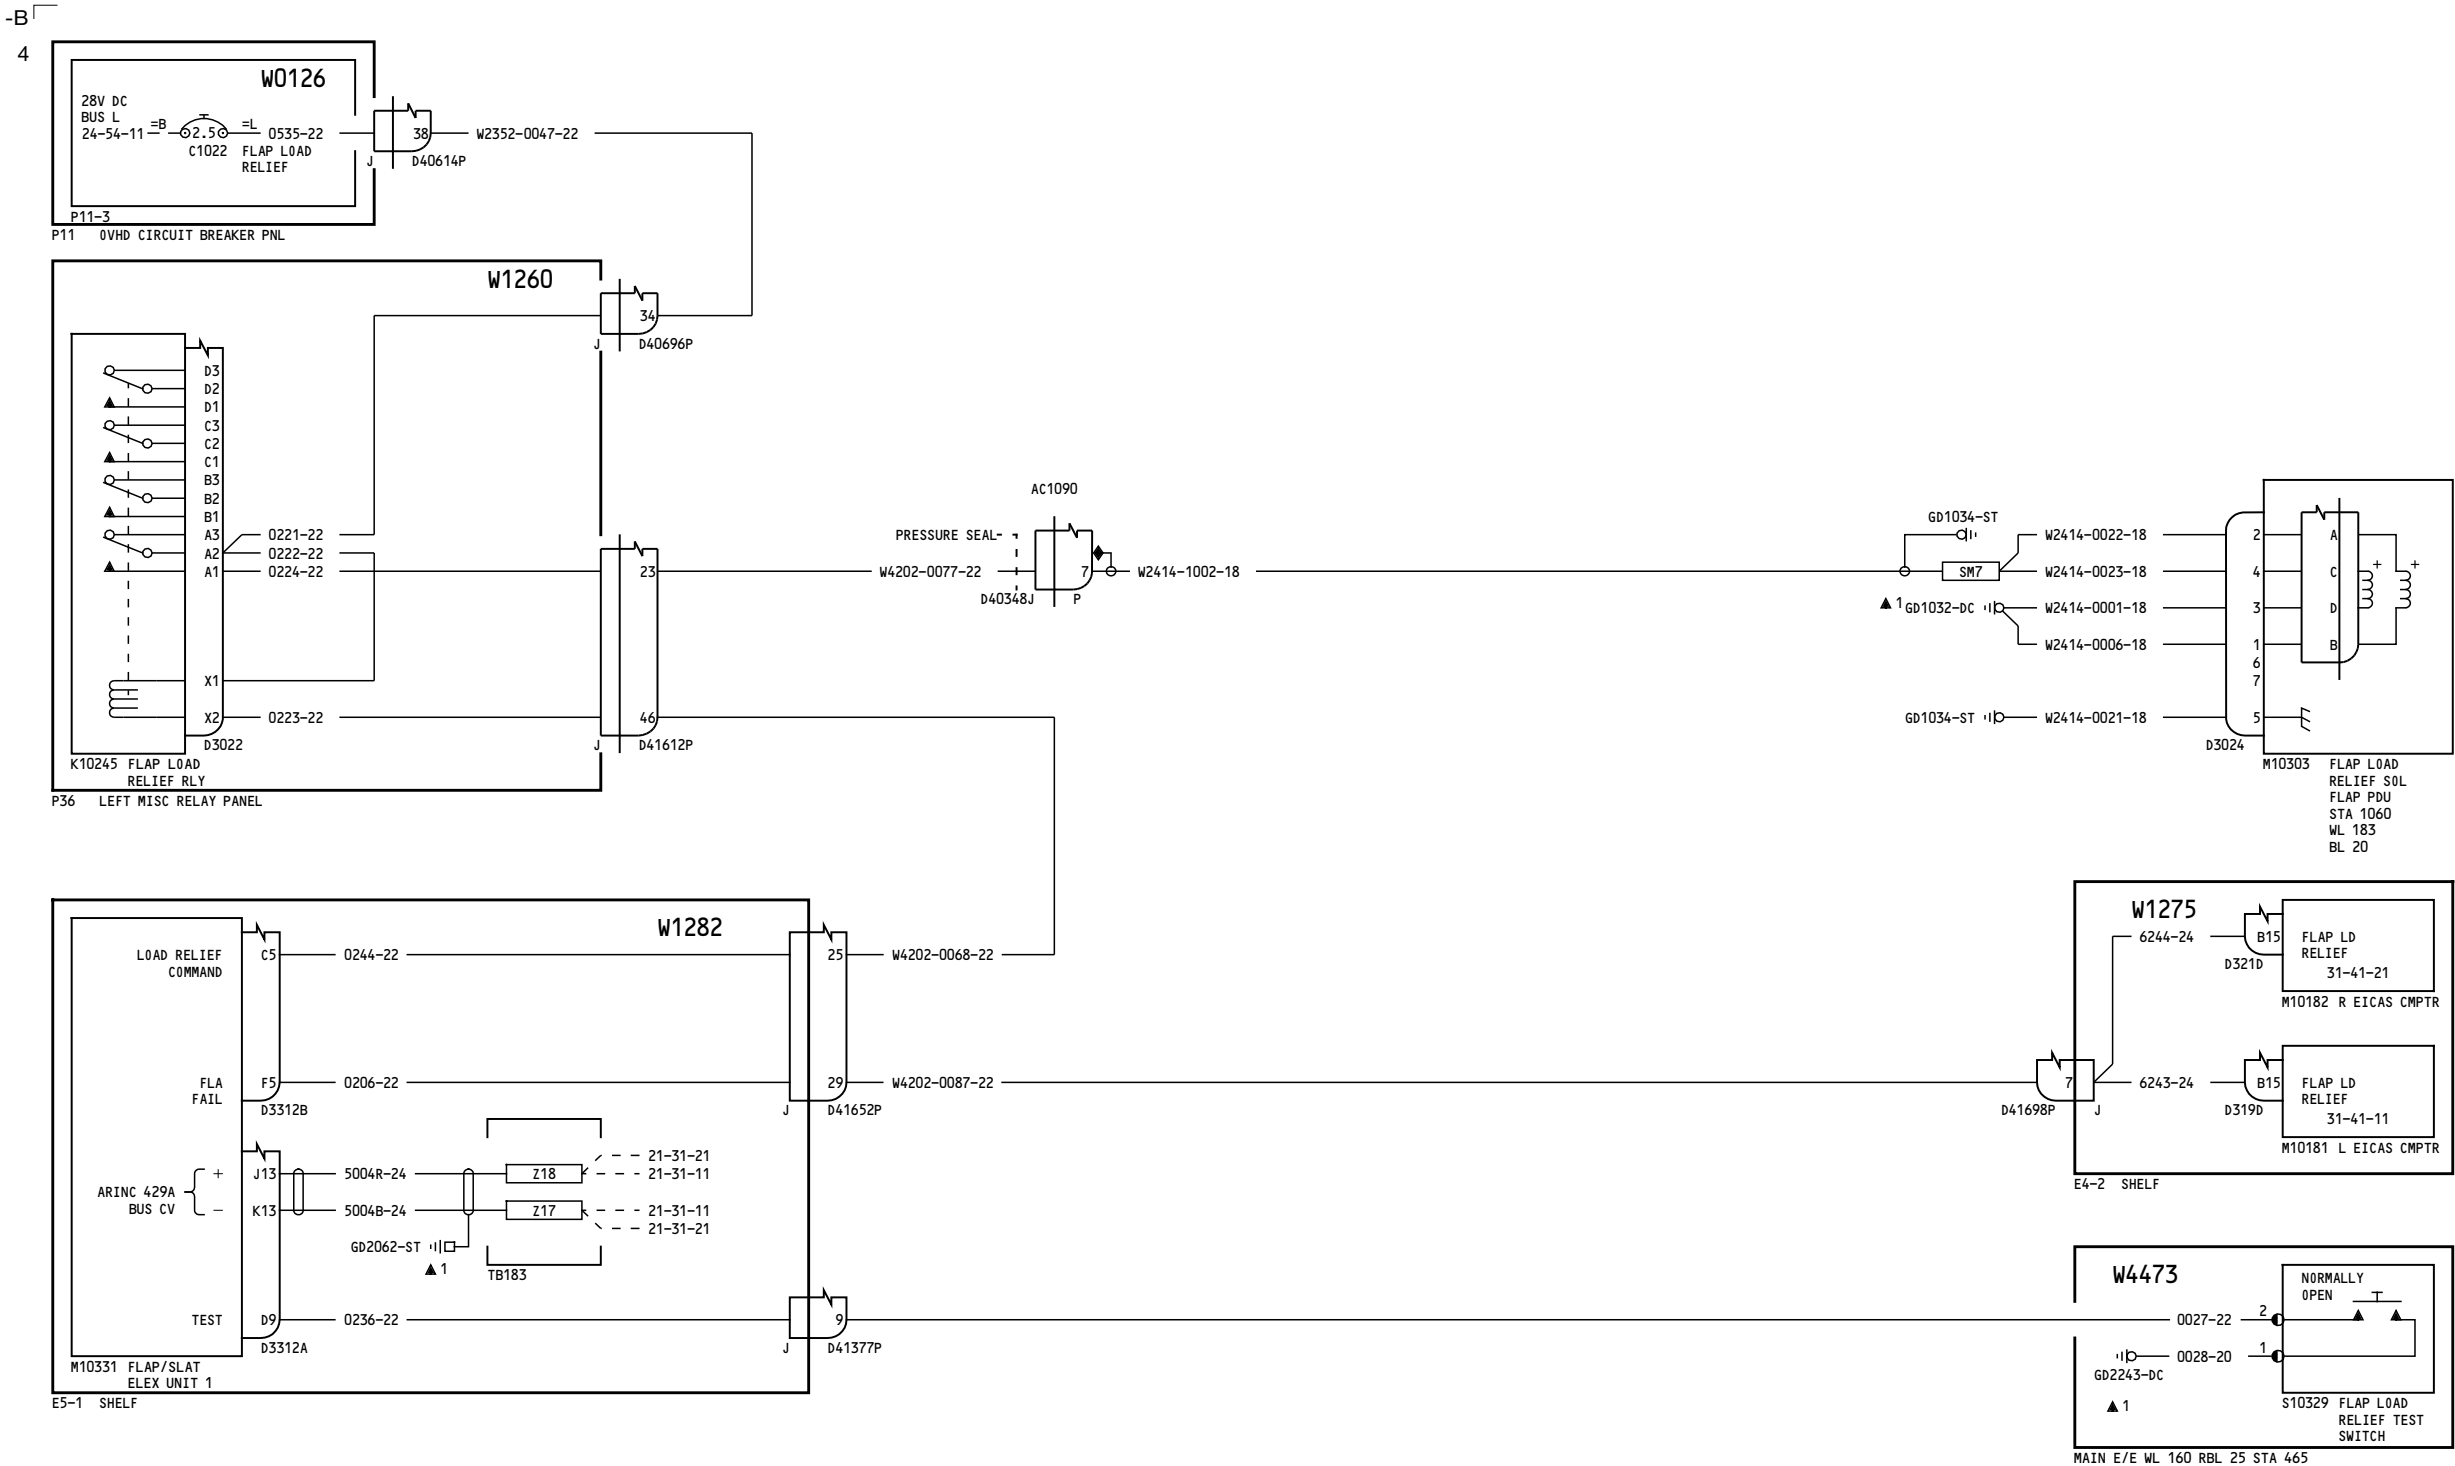 -B
4
W0126
28V DC
BUS L
24-54-11 =B 2.5 =L 0535-22
C1022 FLAP LOAD
RELIEF
P11-3
P11 OVHD CIRCUIT BREAKER PNL
38
J D40614P
W2352-0047-22
W1260
34
J D40696P
D3
D2
D1
C3
C2
C1
B3
B2
B1
A3 0221-22
A2 0222-22
A1 0224-22
X1
X2 0223-22
D3022
K10245 FLAP LOAD
RELIEF RLY
P36 LEFT MISC RELAY PANEL
23
46
J D41612P
AC1090
PRESSURE SEAL
W4202-0077-22
7
D40348J P
W2414-1002-18
GD1034-ST
SM7
W2414-0022-18
W2414-0023-18
1 GD1032-DC W2414-0001-18
W2414-0006-18
GD1034-ST W2414-0021-18
2 A
4 C + +
3 D
1 B
6
7
5
D3024
M10303 FLAP LOAD
RELIEF SOL
FLAP PDU
STA 1060
WL 183
BL 20
W1282
LOAD RELIEF C5 0244-22
COMMAND
25 W4202-0068-22
FLA F5 0206-22
FAIL
29 W4202-0087-22
D3312B
J D41652P
ARINC 429A
BUS CV
+ J13 5004R-24 Z18
21-31-21
21-31-11
- K13 5004B-24 Z17
21-31-11
21-31-21
GD2062-ST
1
TB183
TEST D9 0236-22
9
D3312A
J D41377P
M10331 FLAP/SLAT
ELEX UNIT 1
E5-1 SHELF
W1275
6244-24 B15 FLAP LD
RELIEF
31-41-21
D321D
M10182 R EICAS CMPTR
7 6243-24 B15 FLAP LD
RELIEF
31-41-11
D41698P J D319D
M10181 L EICAS CMPTR
E4-2 SHELF
W4473
NORMALLY
OPEN
0027-22 2
0028-20 1
GD2243-DC
1
S10329 FLAP LOAD
RELIEF TEST
SWITCH
MAIN E/E WL 160 RBL 25 STA 465